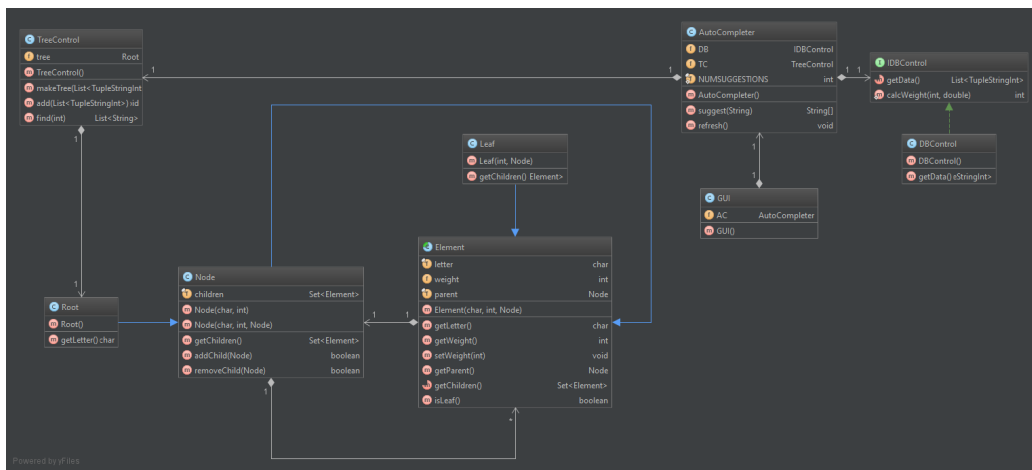 TreeControl
tree Root
TreeControl()
makeTree(List<TupleStringInt
add(List<TupleStringInt>)
find(int) List<String>
1
1
1
AutoCompleter
DB IDBControl
TC TreeControl
NUMSUGGESTIONS int
AutoCompleter()
suggest(String) String[]
refresh() void
1
1 1
IDBControl
getData() List<TupleStringInt>
calcWeight(int, double) int
DBControl
DBControl()
getData() eStringInt>
1
1
GUI
AC AutoCompleter
GUI()
Leaf
Leaf(int, Node)
getChildren() Element>
Element
letter char
weight int
parent Node
Element(char, int, Node)
getLetter() char
getWeight() int
setWeight(int) void
getParent() Node
getChildren() Set<Element>
isLeaf() boolean
1 1
Node
children Set<Element>
Node(char, int)
Node(char, int, Node)
getChildren() Set<Element>
addChild(Node) boolean
removeChild(Node) boolean
1
*
1
Root
Root()
getLetter() char
Powered by yFiles